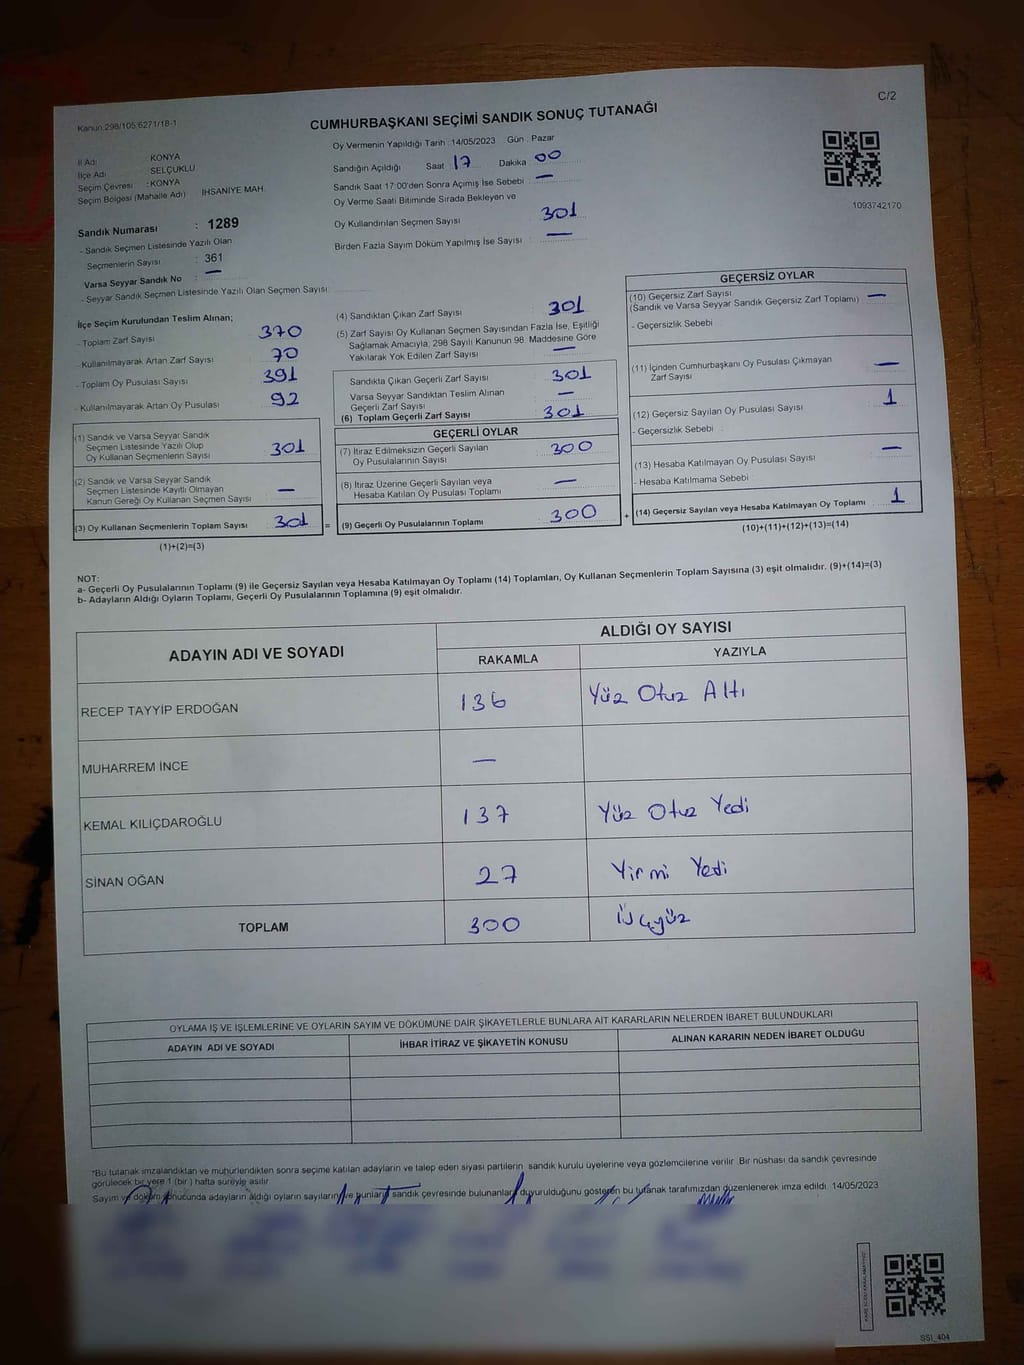 C/2
Kanun 298/105,6271/18-1
CUMHURBAŞKANI SEÇİMİ SANDIK SONUÇ TUTANAĞI
İl Adı : KONYA
İlçe Adı : SELÇUKLU
Seçim Çevresi : KONYA
Seçim Bölgesi (Mahalle Adı) İHSANİYE MAH.
Sandık Numarası : 1289
- Sandık Seçmen Listesinde Yazılı Olan
Seçmenlerin Sayısı : 361
Varsa Seyyar Sandık No : —
- Seyyar Sandık Seçmen Listesinde Yazılı Olan Seçmen Sayısı:
Oy Vermenin Yapıldığı Tarih :14/05/2023 Gün : Pazar
Sandığın Açıldığı Saat 17 Dakika 00
Sandık Saat 17:00'den Sonra Açımış İse Sebebi : —
Oy Verme Saati Bitiminde Sırada Bekleyen ve
Oy Kullandırılan Seçmen Sayısı : 301
Birden Fazla Sayım Döküm Yapılmış İse Sayısı : —
1093742170
İlçe Seçim Kurulundan Teslim Alınan;
- Toplam Zarf Sayısı : 370
- Kullanılmayarak Artan Zarf Sayısı : 70
- Toplam Oy Pusulası Sayısı : 391
- Kullanılmayarak Artan Oy Pusulası : 92
(1) Sandık ve Varsa Seyyar Sandık
Seçmen Listesinde Yazılı Olup
Oy Kullanan Seçmenlerin Sayısı : 301
(2) Sandık ve Varsa Seyyar Sandık
Seçmen Listesinde Kayıtlı Olmayan
Kanun Gereği Oy Kullanan Seçmen Sayısı : —
(3) Oy Kullanan Seçmenlerin Toplam Sayısı : 301 =
(1)+(2)=(3)
(4) Sandıktan Çıkan Zarf Sayısı : 301
(5) Zarf Sayısı Oy Kullanan Seçmen Sayısından Fazla İse, Eşitliği
Sağlamak Amacıyla, 298 Sayılı Kanunun 98. Maddesine Göre
Yakılarak Yok Edilen Zarf Sayısı : —
Sandıkta Çıkan Geçerli Zarf Sayısı : 301
Varsa Seyyar Sandıktan Teslim Alınan
Geçerli Zarf Sayısı : —
(6) Toplam Geçerli Zarf Sayısı : 301
GEÇERLİ OYLAR
(7) İtiraz Edilmeksizin Geçerli Sayılan
Oy Pusulalarının Sayısı : 300
(8) İtiraz Üzerine Geçerli Sayılan veya
Hesaba Katılan Oy Pusulası Toplamı : —
(9) Geçerli Oy Pusulalarının Toplamı : 300 +
GEÇERSİZ OYLAR
(10) Geçersiz Zarf Sayısı
(Sandık ve Varsa Seyyar Sandık Geçersiz Zarf Toplamı) : —
- Geçersizlik Sebebi
(11) İçinden Cumhurbaşkanı Oy Pusulası Çıkmayan
Zarf Sayısı : —
(12) Geçersiz Sayılan Oy Pusulası Sayısı : 1
- Geçersizlik Sebebi :
(13) Hesaba Katılmayan Oy Pusulası Sayısı : —
- Hesaba Katılmama Sebebi
(14) Geçersiz Sayılan veya Hesaba Katılmayan Oy Toplamı : 1
(10)+(11)+(12)+(13)=(14)
NOT:
a- Geçerli Oy Pusulalarının Toplamı (9) ile Geçersiz Sayılan veya Hesaba Katılmayan Oy Toplamı (14) Toplamları, Oy Kullanan Seçmenlerin Toplam Sayısına (3) eşit olmalıdır. (9)+(14)=(3)
b- Adayların Aldığı Oyların Toplamı, Geçerli Oy Pusulalarının Toplamına (9) eşit olmalıdır.
ADAYIN ADI VE SOYADI ALDIĞI OY SAYISI
RAKAMLA YAZIYLA
RECEP TAYYİP ERDOĞAN 136 Yüz Otuz Altı
MUHARREM İNCE —
KEMAL KILIÇDAROĞLU 137 Yüz Otuz Yedi
SİNAN OĞAN 27 Yirmi Yedi
TOPLAM 300 Üçyüz
OYLAMA İŞ VE İŞLEMLERİNE VE OYLARIN SAYIM VE DÖKÜMÜNE DAİR ŞİKAYETLERLE BUNLARA AİT KARARLARIN NELERDEN İBARET BULUNDUKLARI
ADAYIN ADI VE SOYADI İHBAR İTİRAZ VE ŞİKAYETİN KONUSU ALINAN KARARIN NEDEN İBARET OLDUĞU
*Bu tutanak imzalandıktan ve mühürlendikten sonra seçime katılan adayların ve talep eden siyasi partilerin sandık kurulu üyelerine veya gözlemcilerine verilir. Bir nüshası da sandık çevresinde
görülecek bir yere 1 (bir ) hafta süreyle asılır
Sayım ve döküm sonucunda adayların aldığı oyların sayılarını ve bunların sandık çevresinde bulunanlara duyurulduğunu gösteren bu tutanak tarafımızdan düzenlenerek imza edildi. 14/05/2023
SSİ_404